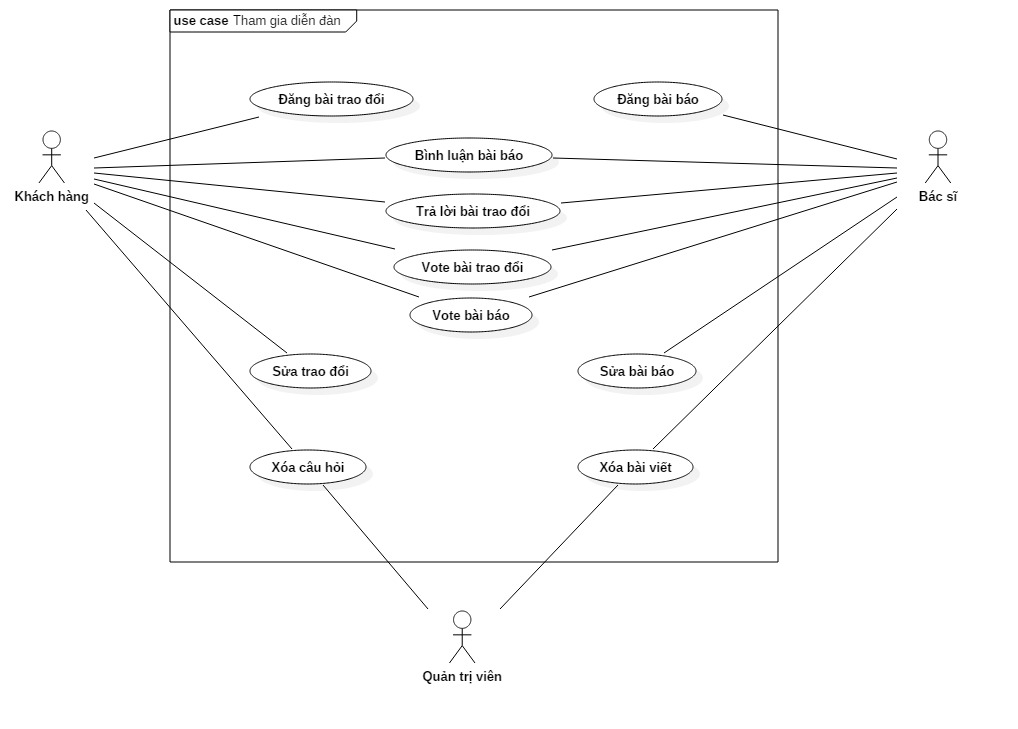 use case Tham gia diễn đàn
Đăng bài trao đổi
Đăng bài báo
Bình luận bài báo
Khách hàng
Bác sĩ
Trả lời bài trao đổi
Vote bài trao đổi
Vote bài báo
Sửa trao đổi
Sửa bài báo
Xóa câu hỏi
Xóa bài viết
Quản trị viên